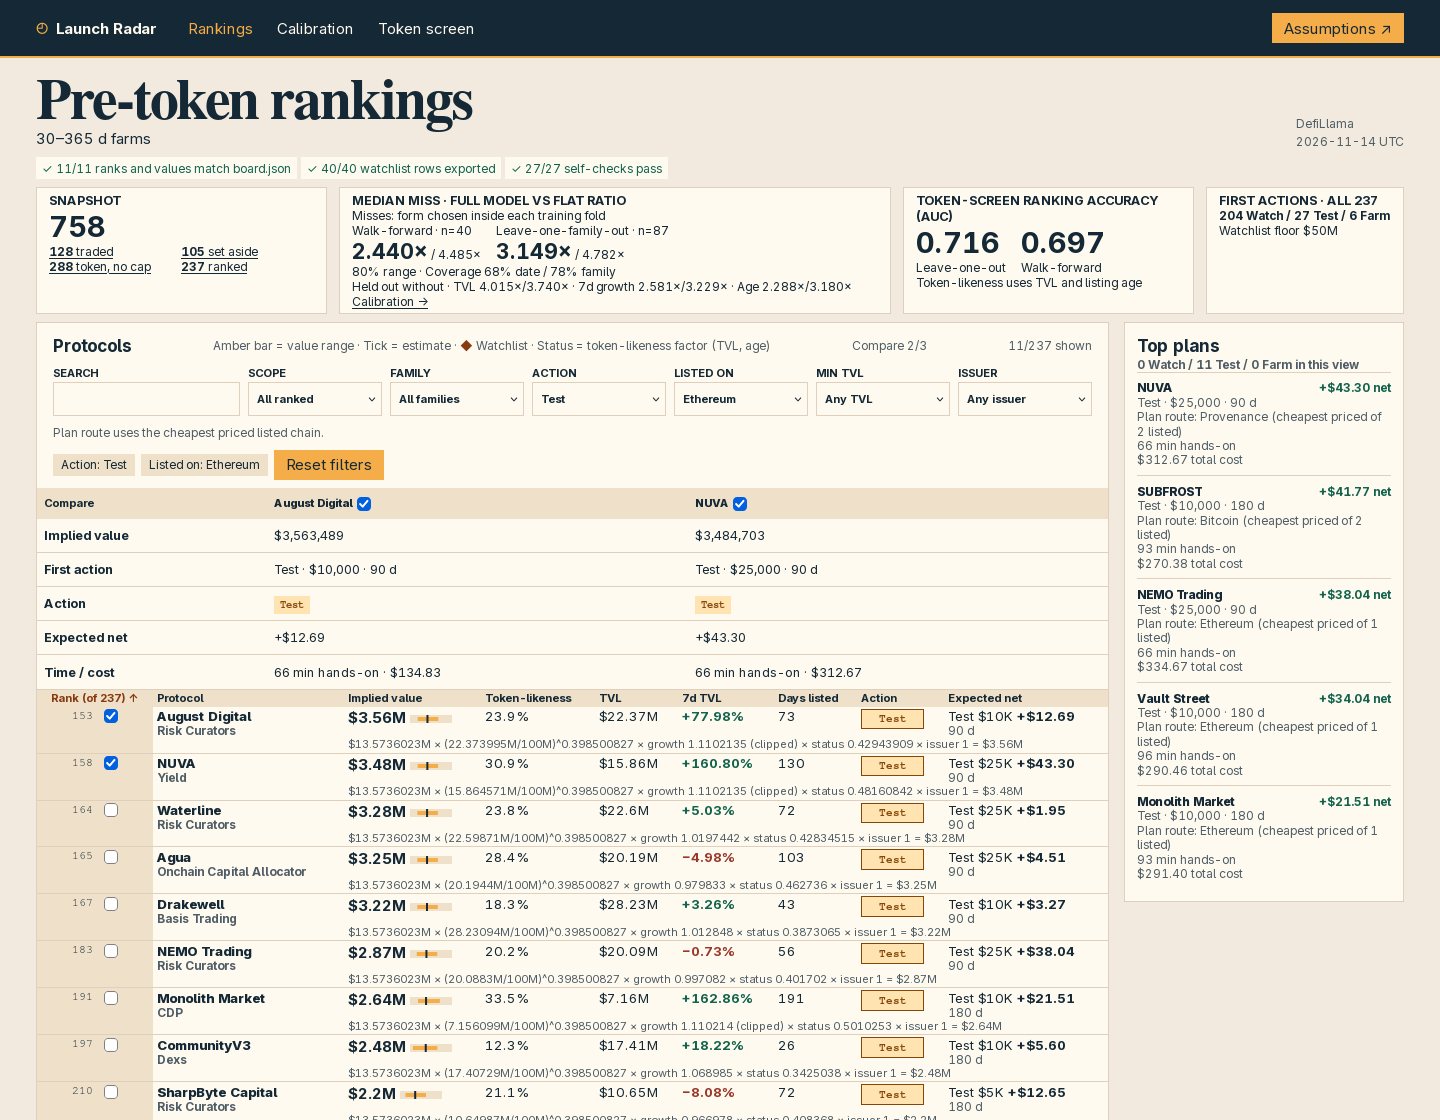 Launch Radar Rankings Calibration Token screen Assumptions ↗
Pre-token rankings
30–365 d farms
DefiLlama
2026-11-14 UTC
✓ 11/11 ranks and values match board.json ✓ 40/40 watchlist rows exported ✓ 27/27 self-checks pass
SNAPSHOT
758
128 traded 105 set aside
288 token, no cap 237 ranked
MEDIAN MISS · FULL MODEL VS FLAT RATIO
Misses: form chosen inside each training fold
Walk-forward · n=40 Leave-one-family-out · n=87
2.440× / 4.485× 3.149× / 4.782×
80% range · Coverage 68% date / 78% family
Held out without · TVL 4.015×/3.740× · 7d growth 2.581×/3.229× · Age 2.288×/3.180×
Calibration →
TOKEN-SCREEN RANKING ACCURACY
(AUC)
0.716 0.697
Leave-one-out Walk-forward
Token-likeness uses TVL and listing age
FIRST ACTIONS · ALL 237
204 Watch / 27 Test / 6 Farm
Watchlist floor $50M
Protocols Amber bar = value range · Tick = estimate · ◆ Watchlist · Status = token-likeness factor (TVL, age) Compare 2/3 11/237 shown
SEARCH SCOPE FAMILY ACTION LISTED ON MIN TVL ISSUER
All ranked All families Test Ethereum Any TVL Any issuer
Plan route uses the cheapest priced listed chain.
Action: Test Listed on: Ethereum Reset filters
Compare August Digital NUVA
Implied value $3,563,489 $3,484,703
First action Test · $10,000 · 90 d Test · $25,000 · 90 d
Action Test Test
Expected net +$12.69 +$43.30
Time / cost 66 min hands-on · $134.83 66 min hands-on · $312.67
Rank (of 237) ↑ Protocol Implied value Token-likeness TVL 7d TVL Days listed Action Expected net
153 August Digital $3.56M 23.9% $22.37M +77.98% 73 Test Test $10K +$12.69
Risk Curators 90 d
$13.5736023M × (22.373995M/100M)^0.398500827 × growth 1.1102135 (clipped) × status 0.42943909 × issuer 1 = $3.56M
158 NUVA $3.48M 30.9% $15.86M +160.80% 130 Test Test $25K +$43.30
Yield 90 d
$13.5736023M × (15.864571M/100M)^0.398500827 × growth 1.1102135 (clipped) × status 0.48160842 × issuer 1 = $3.48M
164 Waterline $3.28M 23.8% $22.6M +5.03% 72 Test Test $25K +$1.95
Risk Curators 90 d
$13.5736023M × (22.59871M/100M)^0.398500827 × growth 1.0197442 × status 0.42834515 × issuer 1 = $3.28M
165 Agua $3.25M 28.4% $20.19M −4.98% 103 Test Test $25K +$4.51
Onchain Capital Allocator 90 d
$13.5736023M × (20.1944M/100M)^0.398500827 × growth 0.979833 × status 0.462736 × issuer 1 = $3.25M
167 Drakewell $3.22M 18.3% $28.23M +3.26% 43 Test Test $10K +$3.27
Basis Trading 90 d
$13.5736023M × (28.23094M/100M)^0.398500827 × growth 1.012848 × status 0.3873065 × issuer 1 = $3.22M
183 NEMO Trading $2.87M 20.2% $20.09M −0.73% 56 Test Test $25K +$38.04
Risk Curators 90 d
$13.5736023M × (20.0883M/100M)^0.398500827 × growth 0.997082 × status 0.401702 × issuer 1 = $2.87M
191 Monolith Market $2.64M 33.5% $7.16M +162.86% 191 Test Test $10K +$21.51
CDP 180 d
$13.5736023M × (7.156099M/100M)^0.398500827 × growth 1.110214 (clipped) × status 0.5010253 × issuer 1 = $2.64M
197 CommunityV3 $2.48M 12.3% $17.41M +18.22% 26 Test Test $10K +$5.60
Dexs 180 d
$13.5736023M × (17.40729M/100M)^0.398500827 × growth 1.068985 × status 0.3425038 × issuer 1 = $2.48M
210 SharpByte Capital $2.2M 21.1% $10.65M −8.08% 72 Test Test $5K +$12.65
Risk Curators 180 d
Top plans
0 Watch / 11 Test / 0 Farm in this view
NUVA +$43.30 net
Test · $25,000 · 90 d
Plan route: Provenance (cheapest priced of
2 listed)
66 min hands-on
$312.67 total cost
SUBFROST +$41.77 net
Test · $10,000 · 180 d
Plan route: Bitcoin (cheapest priced of 2
listed)
93 min hands-on
$270.38 total cost
NEMO Trading +$38.04 net
Test · $25,000 · 90 d
Plan route: Ethereum (cheapest priced of 1
listed)
66 min hands-on
$334.67 total cost
Vault Street +$34.04 net
Test · $10,000 · 180 d
Plan route: Ethereum (cheapest priced of 1
listed)
96 min hands-on
$290.46 total cost
Monolith Market +$21.51 net
Test · $10,000 · 180 d
Plan route: Ethereum (cheapest priced of 1
listed)
93 min hands-on
$291.40 total cost